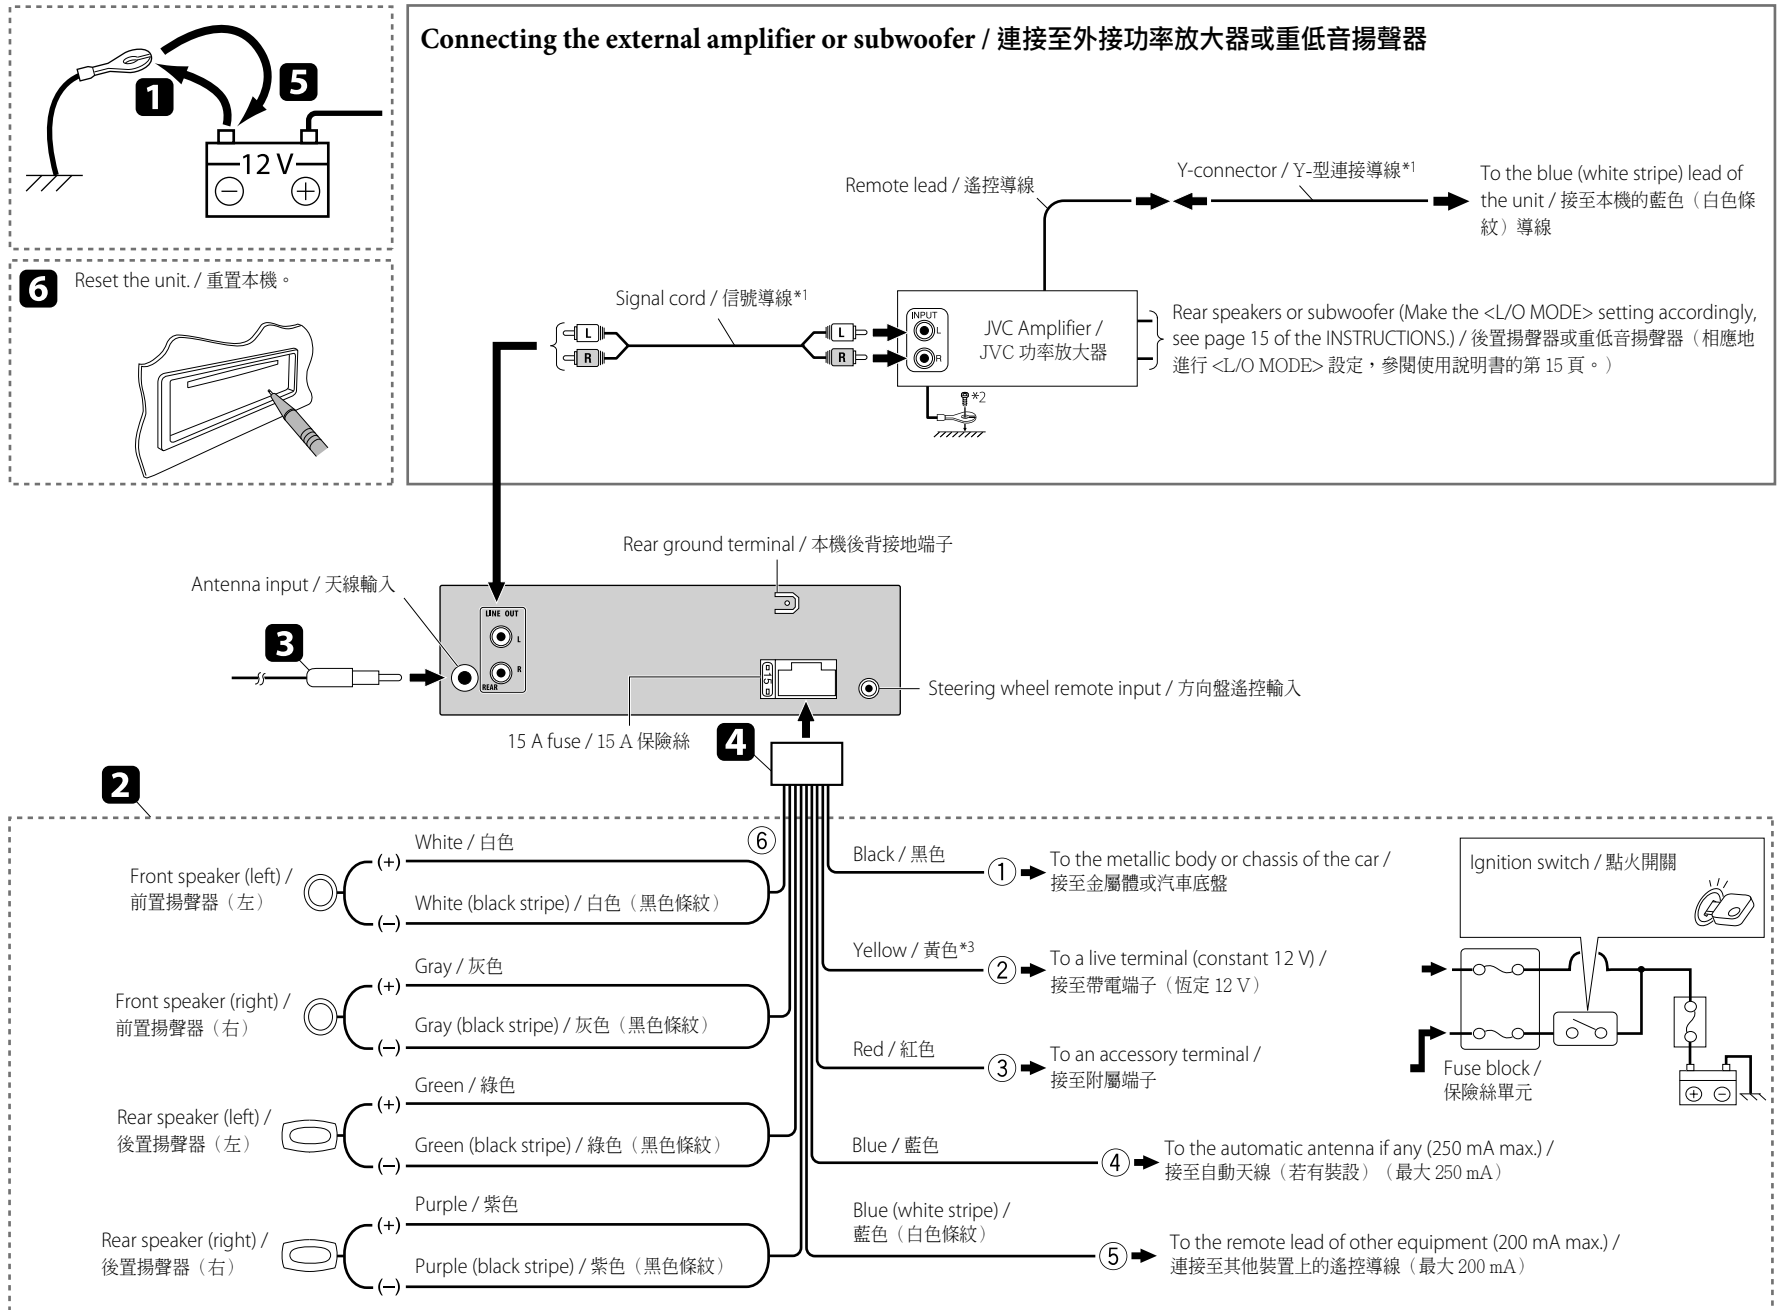 Connecting the external amplifier or subwoofer / 連接至外接功率放大器或重低音揚聲器
1
5
12 V
6
Reset the unit. / 重置本機。
Remote lead / 遙控導線
Y-connector / Y-型連接導線*1
To the blue (white stripe) lead of
the unit / 接至本機的藍色（白色條
紋）導線
Signal cord / 信號導線*1
L
R
L
R
INPUT
L
R
JVC Amplifier /
JVC 功率放大器
*2
Rear speakers or subwoofer (Make the <L/O MODE> setting accordingly,
see page 15 of the INSTRUCTIONS.) / 後置揚聲器或重低音揚聲器（相應地
進行 <L/O MODE> 設定，參閱使用說明書的第 15 頁。）
Rear ground terminal / 本機後背接地端子
Antenna input / 天線輸入
LINE OUT
L
R
REAR
3
15
Steering wheel remote input / 方向盤遙控輸入
15 A fuse / 15 A 保險絲
4
2
Front speaker (left) /
前置揚聲器（左）
(+)
White / 白色
(–)
White (black stripe) / 白色（黑色條紋）
⑥
Front speaker (right) /
前置揚聲器（右）
(+)
Gray / 灰色
(–)
Gray (black stripe) / 灰色（黑色條紋）
Rear speaker (left) /
後置揚聲器（左）
(+)
Green / 綠色
(–)
Green (black stripe) / 綠色（黑色條紋）
Rear speaker (right) /
後置揚聲器（右）
(+)
Purple / 紫色
(–)
Purple (black stripe) / 紫色（黑色條紋）
Black / 黑色
①
To the metallic body or chassis of the car /
接至金屬體或汽車底盤
Yellow / 黃色*3
②
To a live terminal (constant 12 V) /
接至帶電端子（恆定 12 V）
Red / 紅色
③
To an accessory terminal /
接至附屬端子
Blue / 藍色
④
To the automatic antenna if any (250 mA max.) /
接至自動天線（若有裝設）（最大 250 mA）
Blue (white stripe) /
藍色（白色條紋）
⑤
To the remote lead of other equipment (200 mA max.) /
連接至其他裝置上的遙控導線（最大 200 mA）
Ignition switch / 點火開關
Fuse block /
保險絲單元